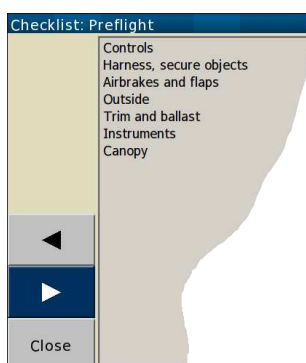 Checklist: Preflight
Controls
Harness, secure objects
Airbrakes and flaps
Outside
Trim and ballast
Instruments
Canopy
Close